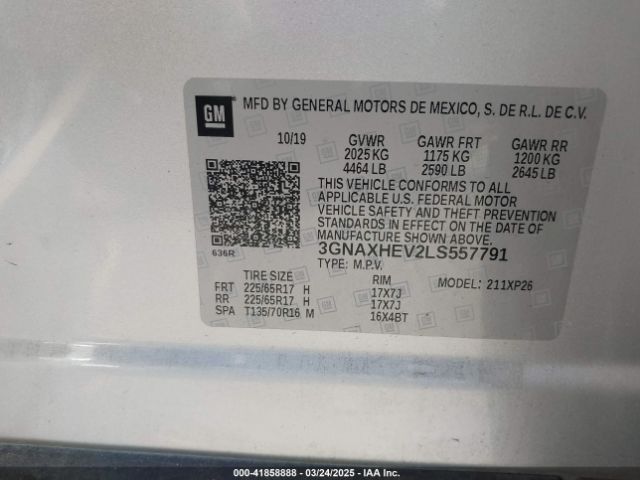 GM
MFD BY GENERAL MOTORS DE MEXICO, S. DE R.L. DE C.V.
10/19 GVWR GAWR FRT GAWR RR
2025 KG 1175 KG 1200 KG
4464 LB 2590 LB 2645 LB
THIS VEHICLE CONFORMS TO ALL
APPLICABLE U.S. FEDERAL MOTOR
VEHICLE SAFETY AND THEFT PREVENTION
STANDARDS IN EFFECT ON THE DATE OF
MANUFACTURE SHOWN ABOVE.
636R
3GNAXHEV2LS557791
TYPE: M.P.V.
TIRE SIZE RIM MODEL: 211XP26
FRT 225/65R17 H 17X7J
RR 225/65R17 H 17X7J
SPA T135/70R16 M 16X4BT
000-41858888 - 03/24/2025 - IAA Inc.